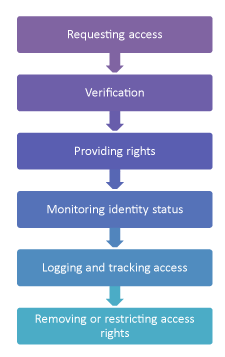 Requesting access
Verification
Providing rights
Monitoring identity status
Logging and tracking access
Removing or restricting access
rights